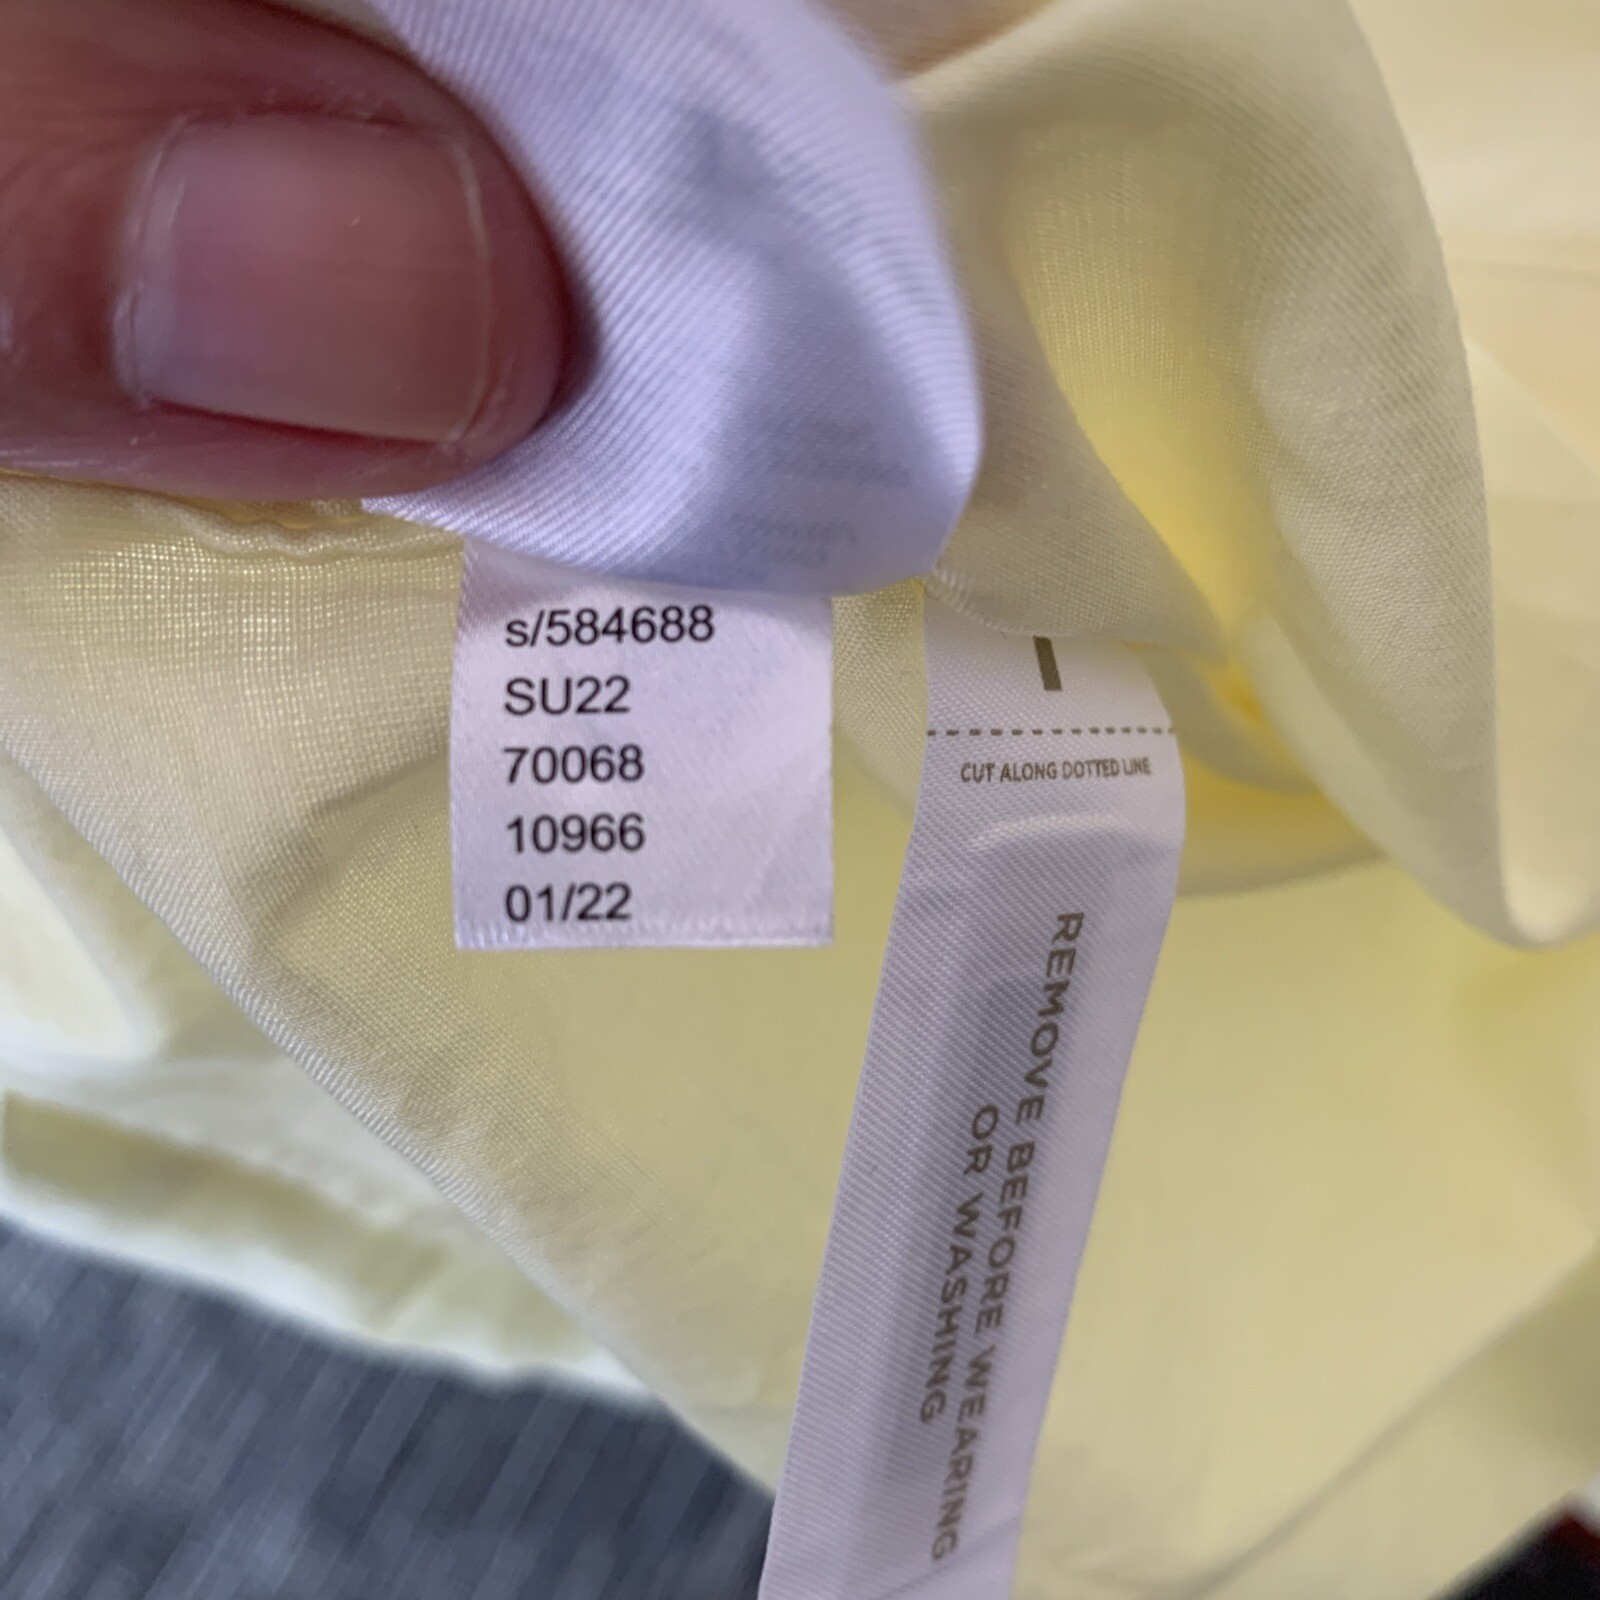 s/584688
SU22
70068
10966
01/22
CUT ALONG DOTTED LINE
REMOVE BEFORE WEARING
OR WASHING